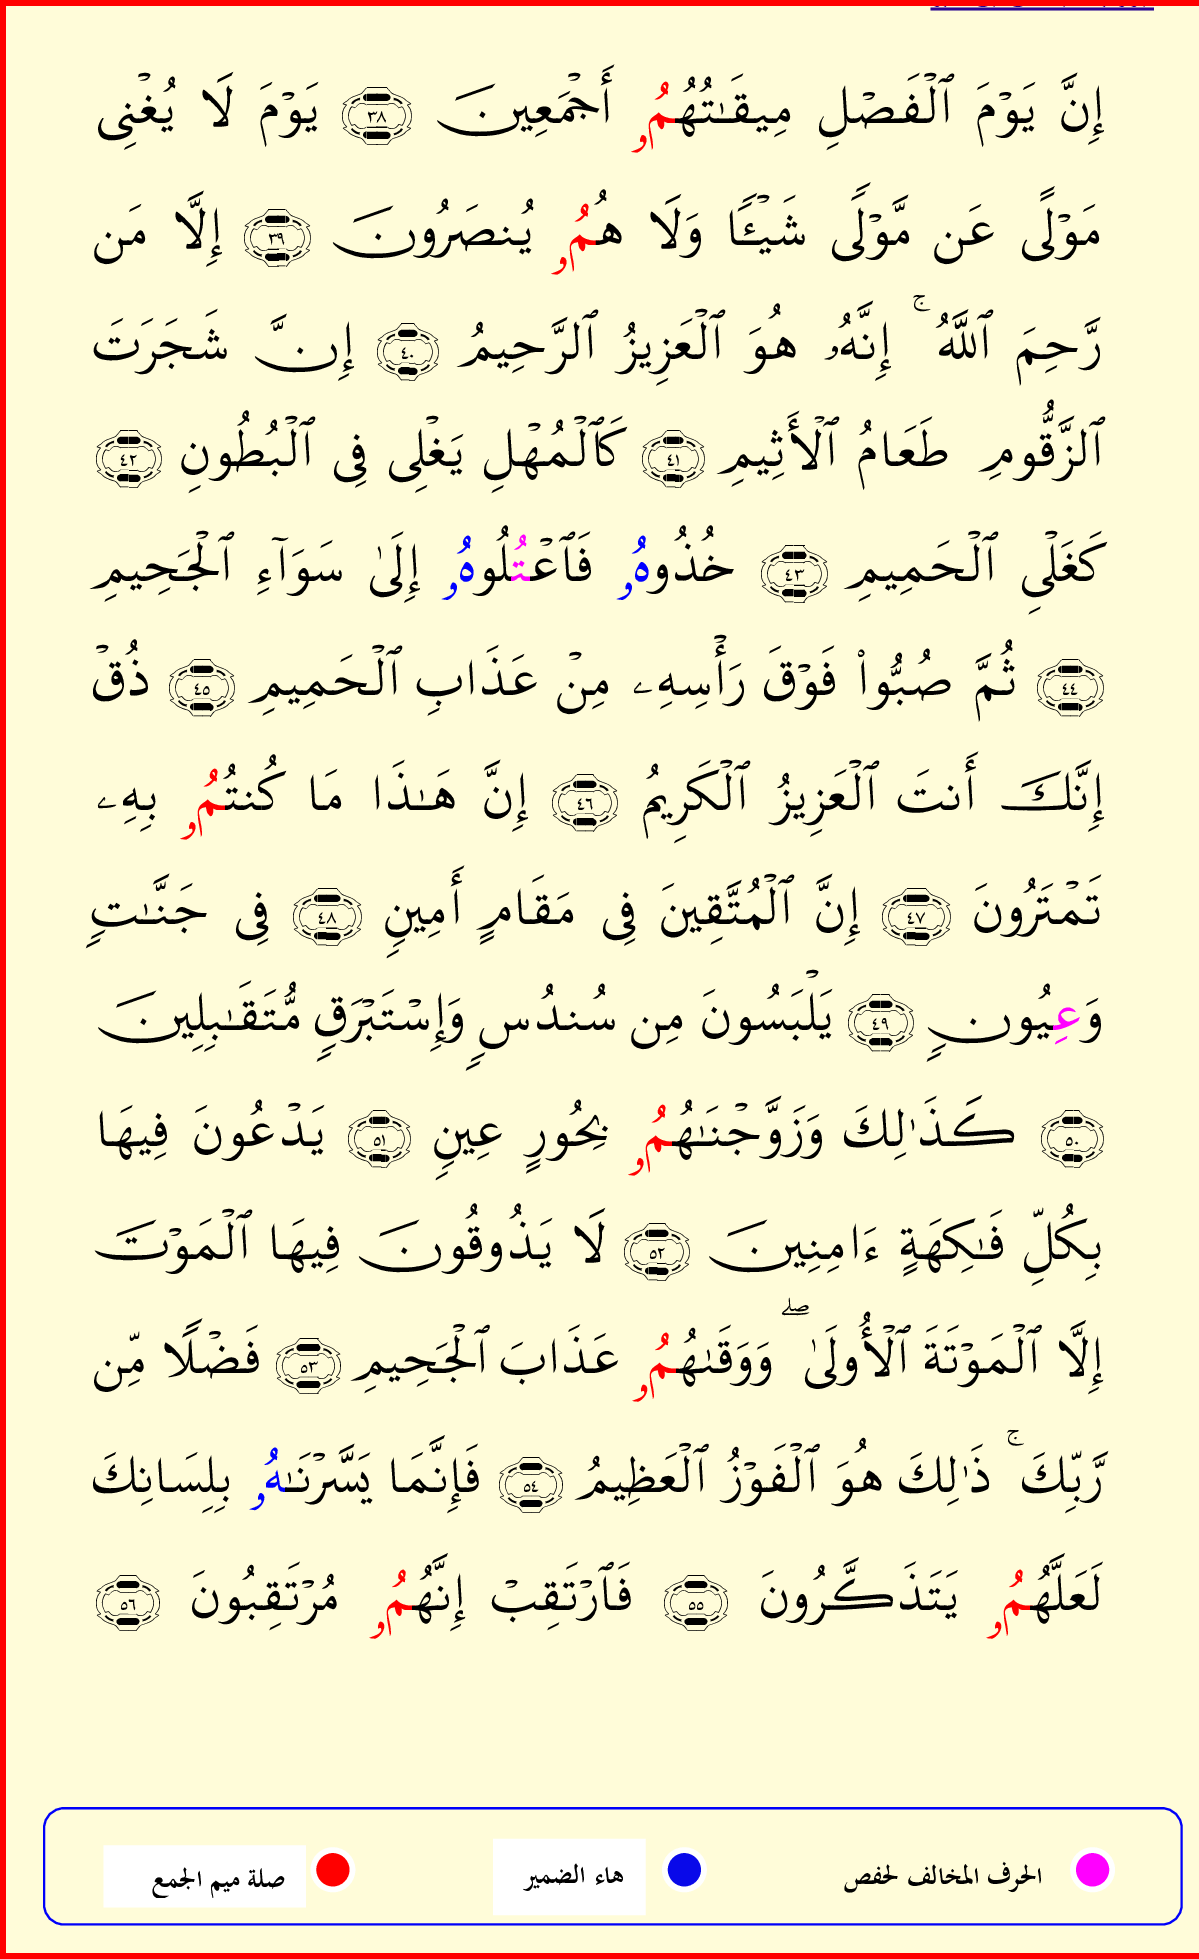 إِنَّ يَوْمَ ٱلْفَصْلِ مِيقَـٰتُهُمُۥ أَجْمَعِينَ ٣٨ يَوْمَ لَا يُغْنِى
مَوْلًى عَن مَّوْلًى شَيْـًٔا وَلَا هُمُۥ يُنصَرُونَ ٣٩ إِلَّا مَن
رَّحِمَ ٱللَّهُ ۚ إِنَّهُۥ هُوَ ٱلْعَزِيزُ ٱلرَّحِيمُ ٤٠ إِنَّ شَجَرَتَ
ٱلزَّقُّومِ طَعَامُ ٱلْأَثِيمِ ٤١ كَٱلْمُهْلِ يَغْلِى فِى ٱلْبُطُونِ ٤٢
كَغَلْىِ ٱلْحَمِيمِ ٤٣ خُذُوهُۥ فَٱعْتُلُوهُۥ إِلَىٰ سَوَآءِ ٱلْجَحِيمِ
٤٤ ثُمَّ صُبُّوا۟ فَوْقَ رَأْسِهِۦ مِنْ عَذَابِ ٱلْحَمِيمِ ٤٥ ذُقْ
إِنَّكَ أَنتَ ٱلْعَزِيزُ ٱلْكَرِيمُ ٤٦ إِنَّ هَـٰذَا مَا كُنتُمُۥ بِهِۦ
تَمْتَرُونَ ٤٧ إِنَّ ٱلْمُتَّقِينَ فِى مَقَامٍ أَمِينٍ ٤٨ فِى جَنَّـٰتٍ
وَعِيُونٍ ٤٩ يَلْبَسُونَ مِن سُندُسٍ وَإِسْتَبْرَقٍ مُّتَقَـٰبِلِينَ
٥٠ كَذَٰلِكَ وَزَوَّجْنَـٰهُمُۥ بِحُورٍ عِينٍ ٥١ يَدْعُونَ فِيهَا
بِكُلِّ فَـٰكِهَةٍ ءَامِنِينَ ٥٢ لَا يَذُوقُونَ فِيهَا ٱلْمَوْتَ
إِلَّا ٱلْمَوْتَةَ ٱلْأُولَىٰ ۖ وَوَقَىٰهُمُۥ عَذَابَ ٱلْجَحِيمِ ٥٣ فَضْلًا مِّن
رَّبِّكَ ۚ ذَٰلِكَ هُوَ ٱلْفَوْزُ ٱلْعَظِيمُ ٥٤ فَإِنَّمَا يَسَّرْنَـٰهُۥ بِلِسَانِكَ
لَعَلَّهُمُۥ يَتَذَكَّرُونَ ٥٥ فَٱرْتَقِبْ إِنَّهُمُۥ مُرْتَقِبُونَ ٥٦
الحرف المخالف لحفص هاء الضمير صلة ميم الجمع